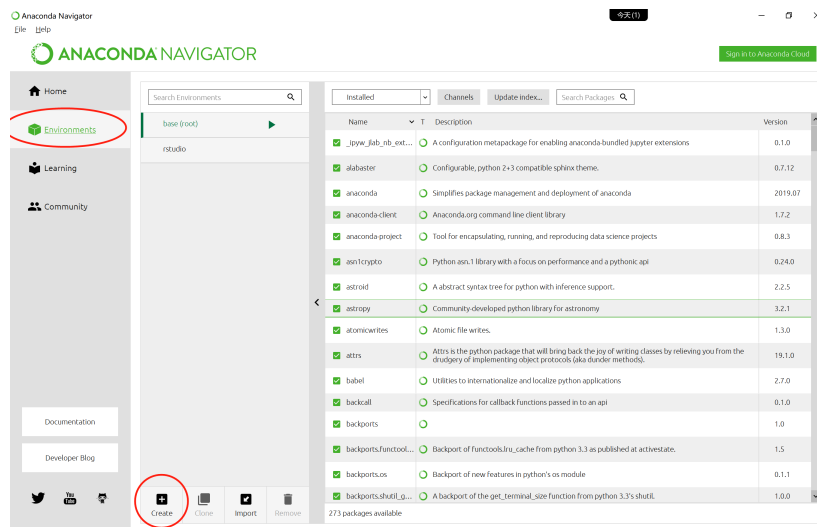 Anaconda Navigator
今天(1)
File Help
ANACONDA NAVIGATOR
Sign in to Anaconda Cloud
Home
Environments
Learning
Community
Documentation
Developer Blog
You
Tube
Search Environments
base (root)
rstudio
Create
Clone
Import
Remove
Installed
Channels
Update index...
Search Packages
Name T Description Version
_ipyw_jlab_nb_ext... A configuration metapackage for enabling anaconda-bundled jupyter extensions 0.1.0
alabaster Configurable, python 2+3 compatible sphinx theme. 0.7.12
anaconda Simplifies package management and deployment of anaconda 2019.07
anaconda-client Anaconda.org command line client library 1.7.2
anaconda-project Tool for encapsulating, running, and reproducing data science projects 0.8.3
asn1crypto Python asn.1 library with a focus on performance and a pythonic api 0.24.0
astroid A abstract syntax tree for python with inference support. 2.2.5
astropy Community-developed python library for astronomy 3.2.1
atomicwrites Atomic file writes. 1.3.0
attrs Attrs is the python package that will bring back the joy of writing classes by relieving you from the
drudgery of implementing object protocols (aka dunder methods). 19.1.0
babel Utilities to internationalize and localize python applications 2.7.0
backcall Specifications for callback functions passed in to an api 0.1.0
backports 1.0
backports.functool... Backport of functools.lru_cache from python 3.3 as published at activestate. 1.5
backports.os Backport of new features in python's os module 0.1.1
backports.shutil_g... A backport of the get_terminal_size function from python 3.3's shutil. 1.0.0
273 packages available